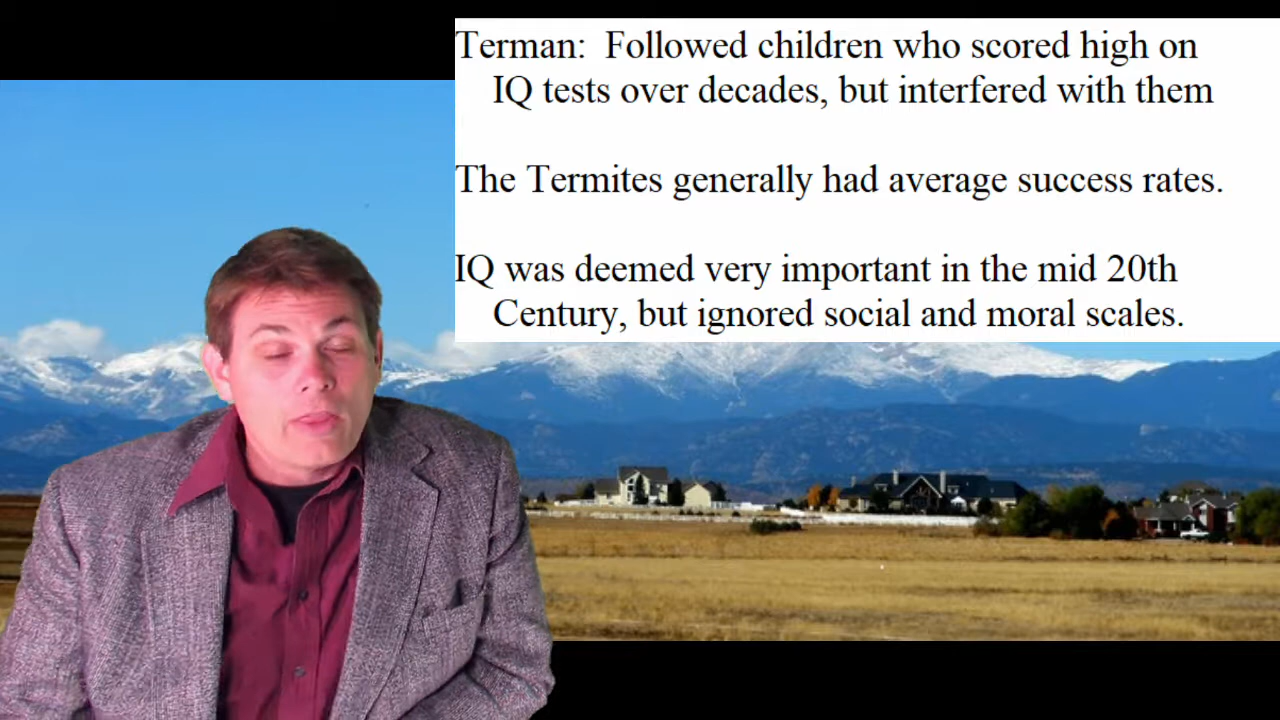 Terman:  Followed children who scored high on
IQ tests over decades, but interfered with them
The Termites generally had average success rates.
IQ was deemed very important in the mid 20th
Century, but ignored social and moral scales.